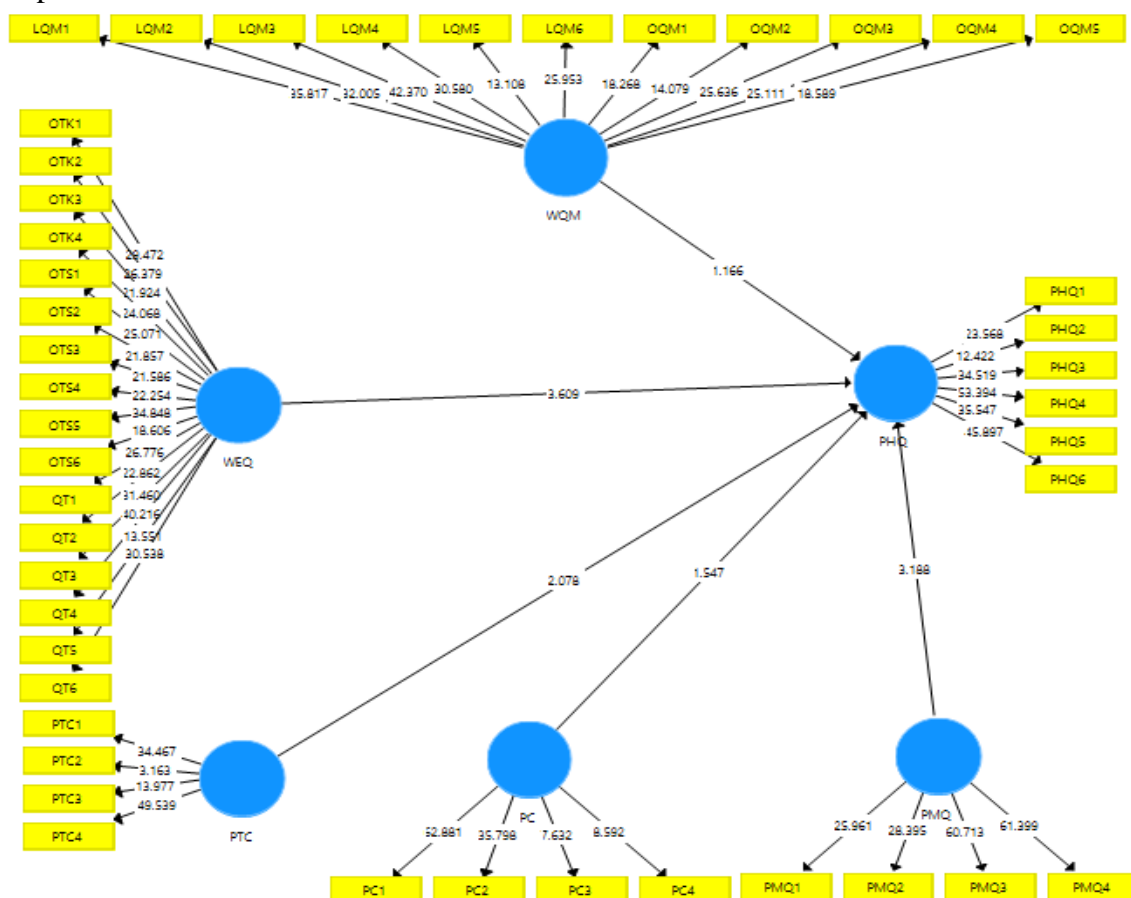 LQM1 LQM2 LQM3 LQM4 LQM5 LQM6 OQM1 OQM2 OQM3 OQM4 OQM5
35.817 32.005 42.370 30.580 13.108 25.953 18.268 14.079 25.636 25.111 18.589
WQM
OTK1
OTK2
OTK3
OTK4
OTS1
OTS2
OTS3
OTS4
OTS5
OTS6
QT1
QT2
QT3
QT4
QT5
QT6
26.379
21.924
24.068
25.071
21.857
21.586
22.254
34.848
18.606
26.776
22.862
31.460
40.216
13.551
30.538
WEQ
1.166
3.609
2.078
1.547
3.188
PHQ
23.568
12.422
34.519
53.394
35.547
45.897
PHQ1
PHQ2
PHQ3
PHQ4
PHQ5
PHQ6
PTC1
PTC2
PTC3
PTC4
34.467
3.163
13.977
49.539
PTC
PC
35.798 7.632 8.592
PC1 PC2 PC3 PC4
PMQ
25.961 28.395 60.713 61.399
PMQ1 PMQ2 PMQ3 PMQ4